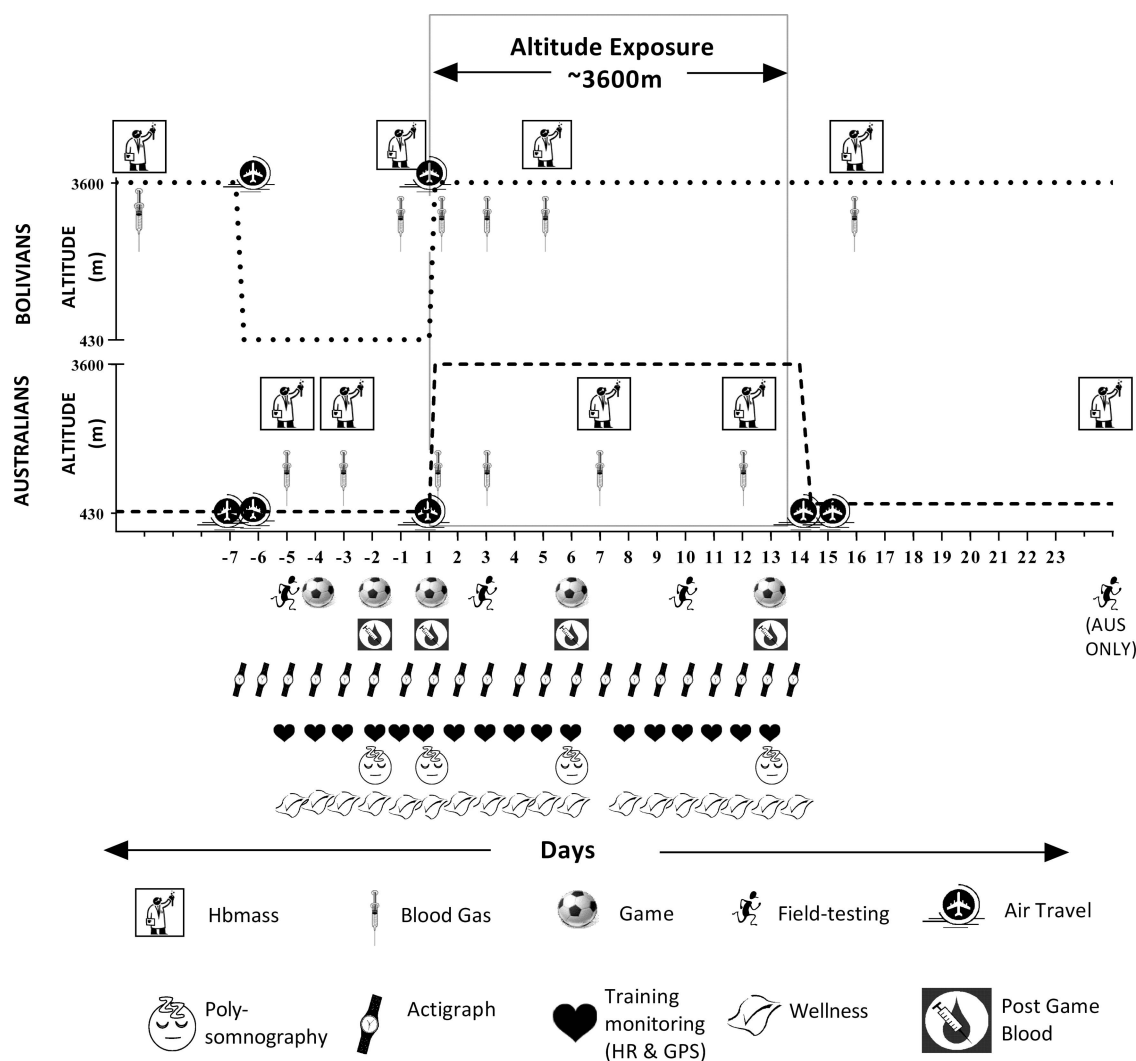 Altitude Exposure
~3600m
BOLIVIANS
ALTITUDE
(m)
3600
430
AUSTRALIANS
ALTITUDE
(m)
3600
430
-7 -6 -5 -4 -3 -2 -1 1 2 3 4 5 6 7 8 9 10 11 12 13 14 15 16 17 18 19 20 21 22 23
(AUS
ONLY)
Days
Hbmass
Blood Gas
Game
Field-testing
Air Travel
Poly-
somnography
Actigraph
Training
monitoring
(HR & GPS)
Wellness
Post Game
Blood